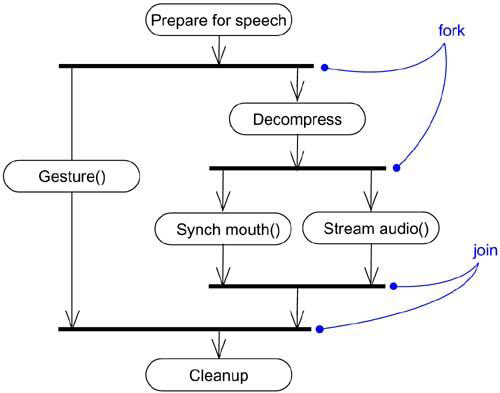 Prepare for speech
fork
Decompress
Gesture()
Synch mouth()
Stream audio()
join
Cleanup